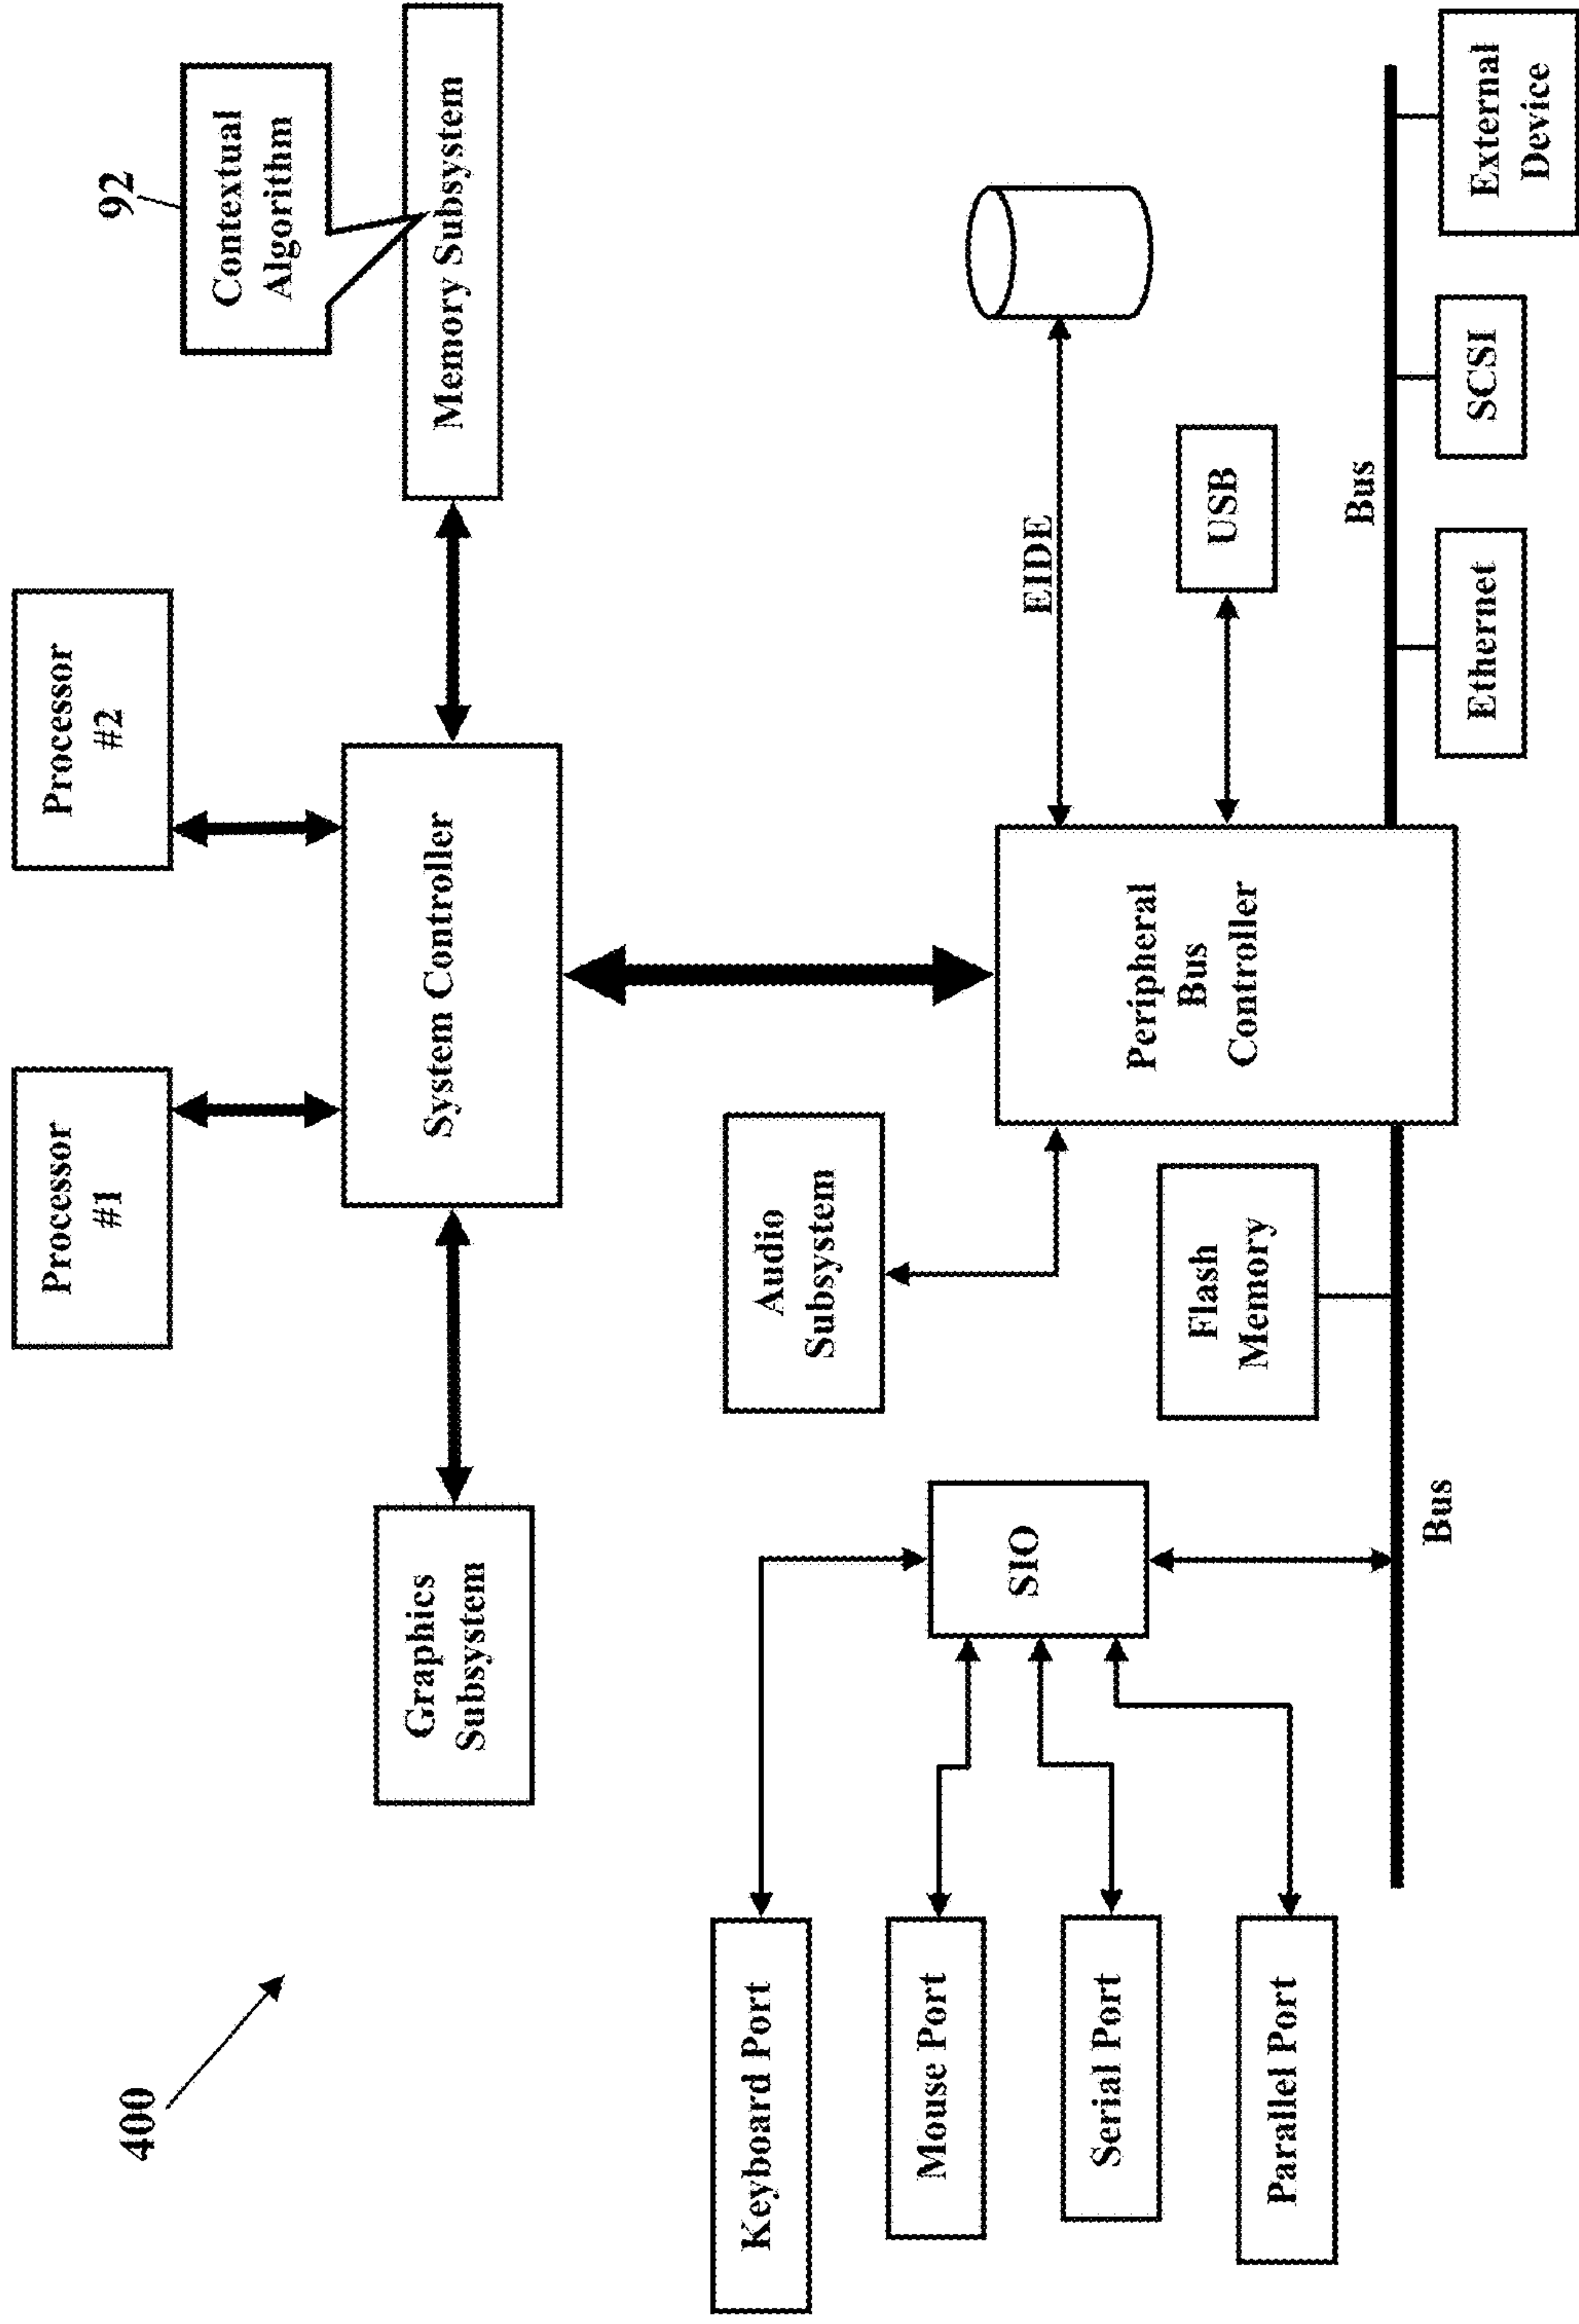 400
Processor
#1
Processor
#2
92
Contextual
Algorithm
Graphics
Subsystem
System Controller
Memory Subsystem
Keyboard Port
Mouse Port
Serial Port
Parallel Port
SIO
Audio
Subsystem
Flash
Memory
Peripheral
Bus
Controller
EIDE
USB
Bus
Bus
Ethernet
SCSI
External
Device